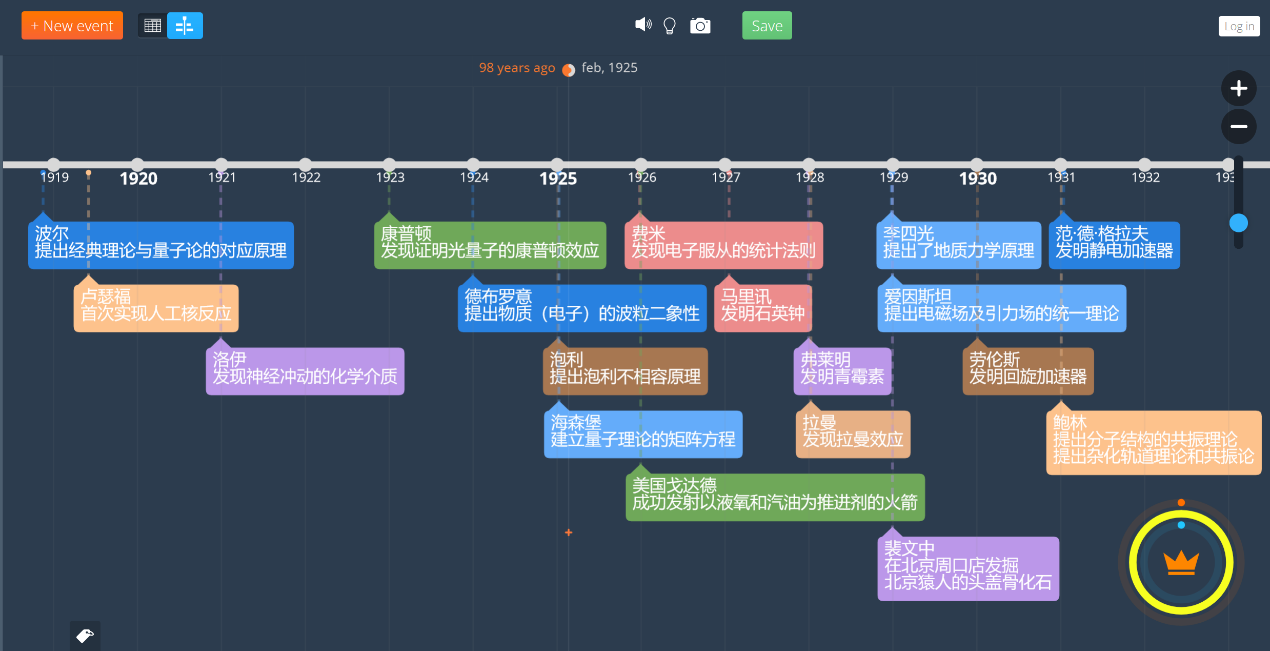 + New event
Save
Log in
98 years ago
feb, 1925
1919
1920
1921
1922
1923
1924
1925
1926
1927
1928
1929
1930
1931
1932
193
波尔
提出经典理论与量子论的对应原理
康普顿
发现证明光量子的康普顿效应
费米
发现电子服从的统计法则
李四光
提出了地质力学原理
范·德·格拉夫
发明静电加速器
卢瑟福
首次实现人工核反应
德布罗意
提出物质（电子）的波粒二象性
马里讯
发明石英钟
爱因斯坦
提出电磁场及引力场的统一理论
洛伊
发现神经冲动的化学介质
泡利
提出泡利不相容原理
弗莱明
发明青霉素
劳伦斯
发明回旋加速器
海森堡
建立量子理论的矩阵方程
拉曼
发现拉曼效应
鲍林
提出分子结构的共振理论
提出杂化轨道理论和共振论
美国戈达德
成功发射以液氧和汽油为推进剂的火箭
裴文中
在北京周口店发掘
北京猿人的头盖骨化石